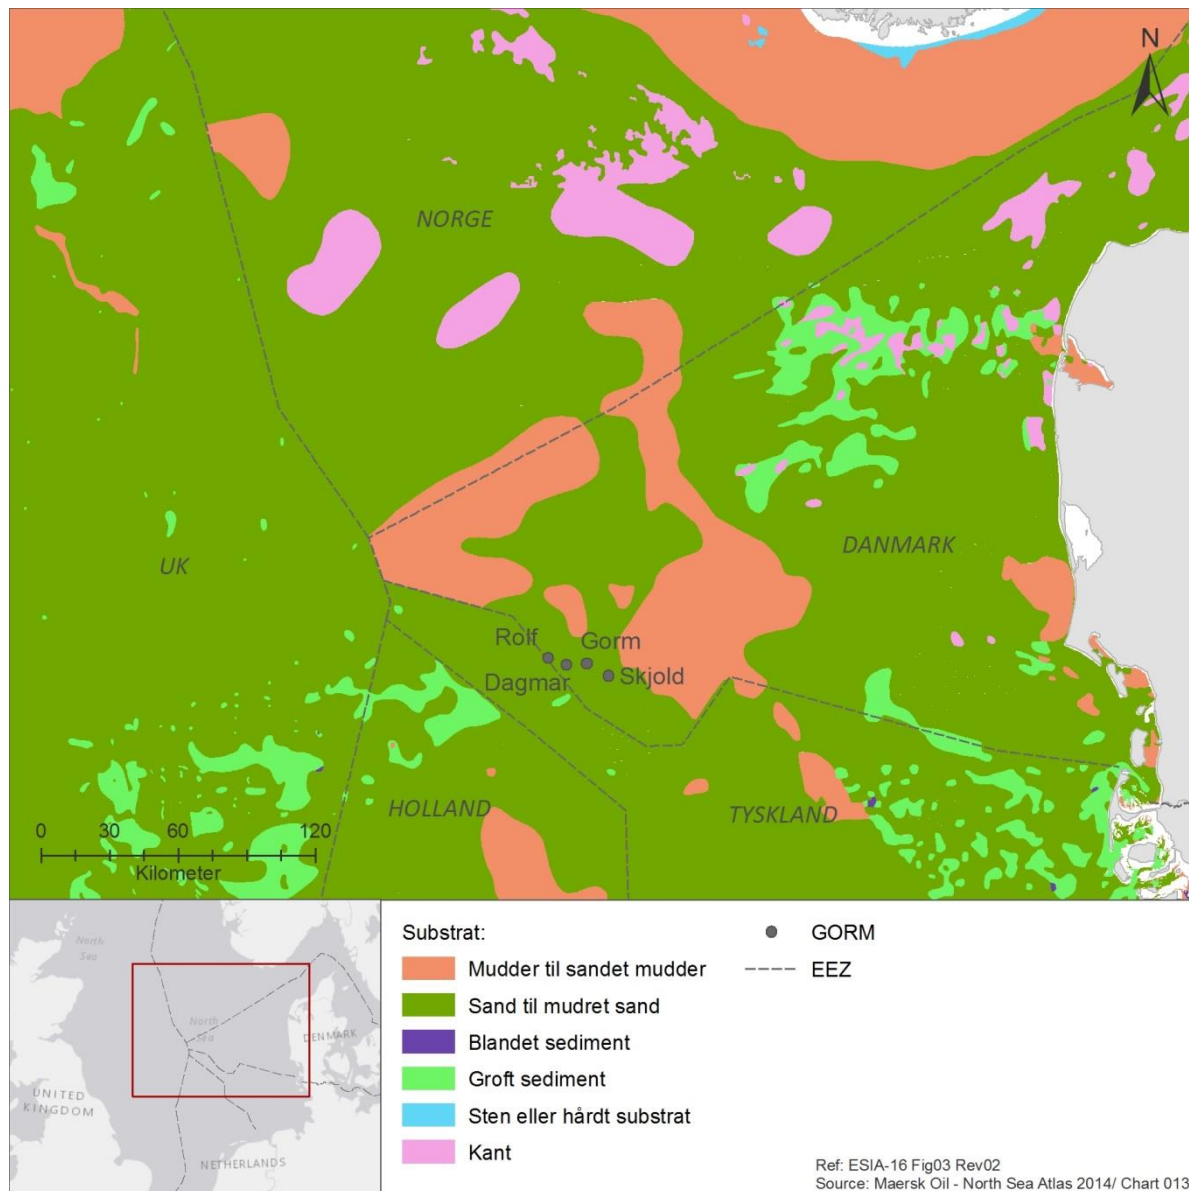 N
NORGE
DANMARK
UK
Rolf
Gorm
Dagmar
Skjold
HOLLAND
TYSKLAND
0 30 60 120
Kilometer
North
Sea
North
Sea
DENMARK
UNITED
KINGDOM
NETHERLANDS
Substrat:
Mudder til sandet mudder
Sand til mudret sand
Blandet sediment
Groft sediment
Sten eller hårdt substrat
Kant
GORM
EEZ
Ref: ESIA-16 Fig03 Rev02
Source: Maersk Oil - North Sea Atlas 2014/ Chart 013